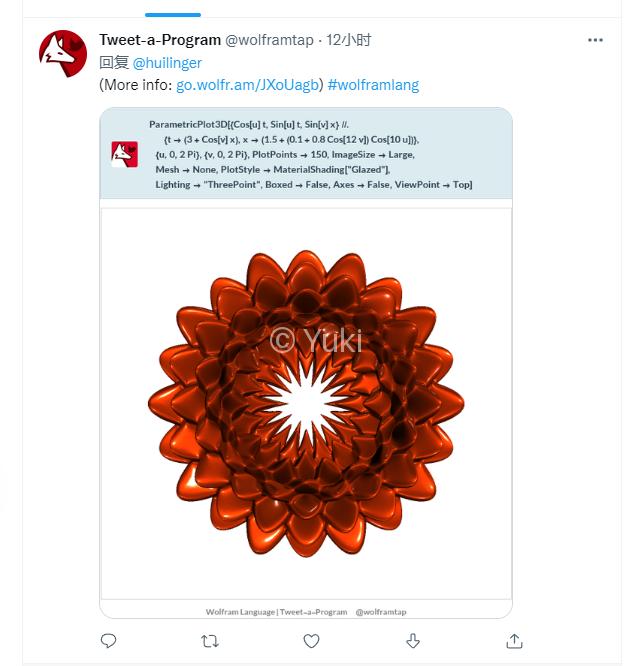 Tweet-a-Program @wolframtap · 12小时
回复 @huilinger
(More info: go.wolfr.am/JXoUagb) #wolframlang
ParametricPlot3D[{Cos[u] t, Sin[u] t, Sin[v] x} //.
{t → (3 + Cos[v] x), x → (1.5 + (0.1 + 0.8 Cos[12 v]) Cos[10 u])},
{u, 0, 2 Pi}, {v, 0, 2 Pi}, PlotPoints → 150, ImageSize → Large,
Mesh → None, PlotStyle → MaterialShading["Glazed"],
Lighting → "ThreePoint", Boxed → False, Axes → False, ViewPoint → Top]
© Yuki
Wolfram Language | Tweet-a-Program @wolframtap